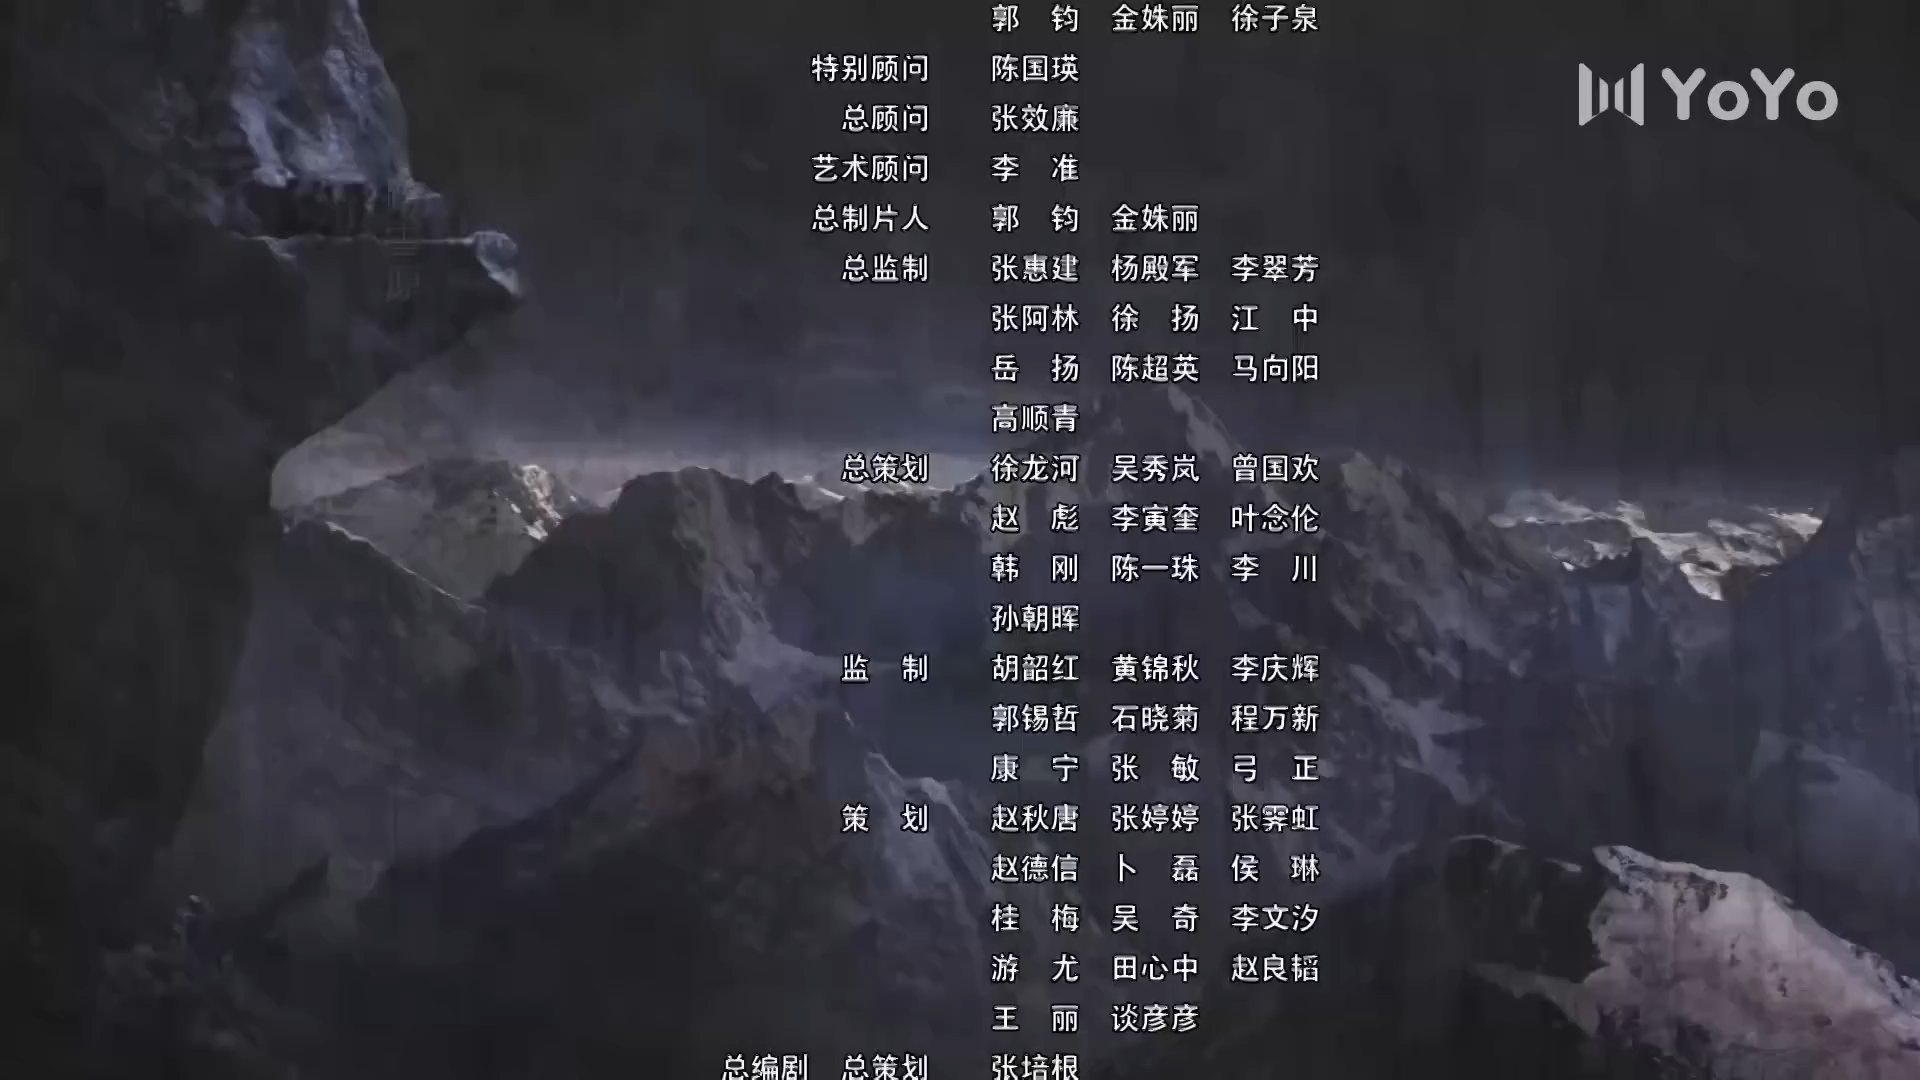 郭　钧　金姝丽　徐子泉
特别顾问　陈国瑛
YoYo
总顾问　张效廉
艺术顾问　李　准
总制片人　郭　钧　金姝丽
总监制　张惠建　杨殿军　李翠芳
张阿林　徐　扬　江　中
岳　扬　陈超英　马向阳
高顺青
总策划　徐龙河　吴秀岚　曾国欢
赵　彪　李寅奎　叶念伦
韩　刚　陈一珠　李　川
孙朝晖
监　制　胡韶红　黄锦秋　李庆辉
郭锡哲　石晓菊　程万新
康　宁　张　敏　弓　正
策　划　赵秋唐　张婷婷　张霁虹
赵德信　卜　磊　侯　琳
桂　梅　吴　奇　李文汐
游　尤　田心中　赵良韬
王　丽　谈彦彦
总编剧　总策划　张培根